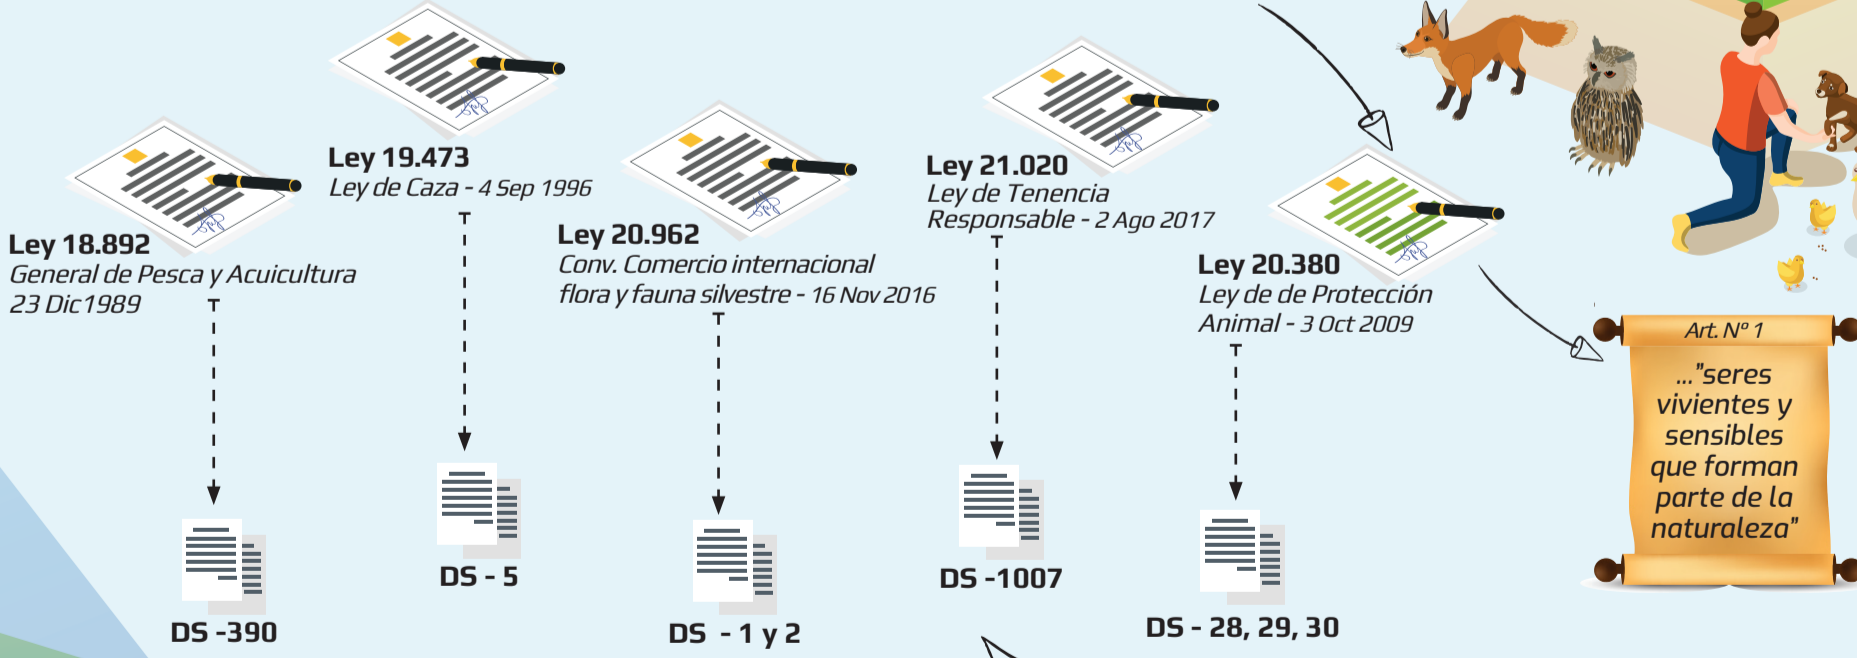 Ley 18.892
General de Pesca y Acuicultura
23 Dic1989
DS -390
Ley 19.473
Ley de Caza - 4 Sep 1996
DS - 5
Ley 20.962
Conv. Comercio internacional
flora y fauna silvestre - 16 Nov 2016
DS - 1 y 2
Ley 21.020
Ley de Tenencia
Responsable - 2 Ago 2017
DS -1007
Ley 20.380
Ley de de Protección
Animal - 3 Oct 2009
DS - 28, 29, 30
Art. Nº 1
..."seres
vivientes y
sensibles
que forman
parte de la
naturaleza"